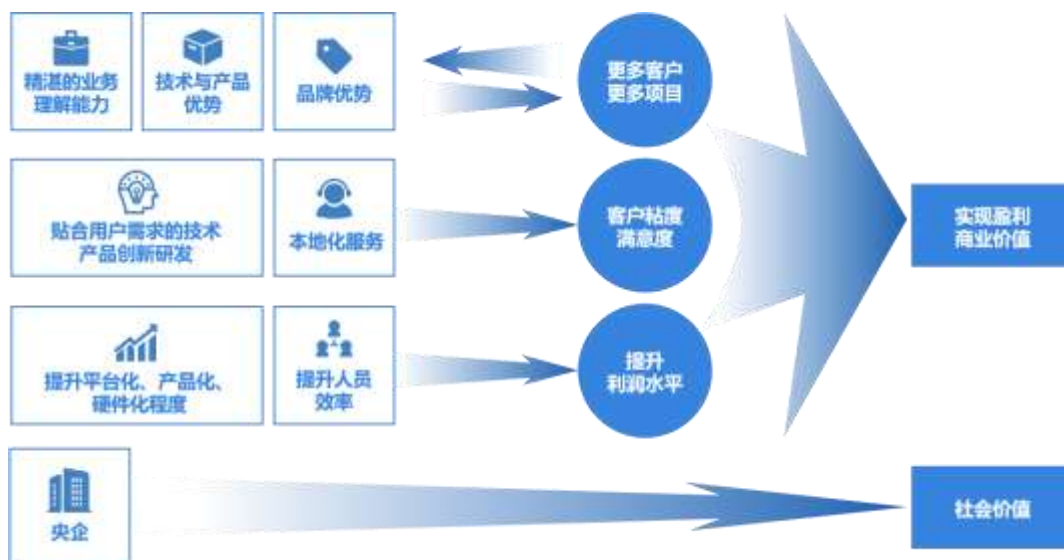 精湛的业务
理解能力
技术与产品
优势
品牌优势
更多客户
更多项目
贴合用户需求的技术
产品创新研发
本地化服务
客户粘度
满意度
实现盈利
商业价值
提升平台化、产品化、
硬件化程度
提升人员
效率
提升
利润水平
央企
社会价值